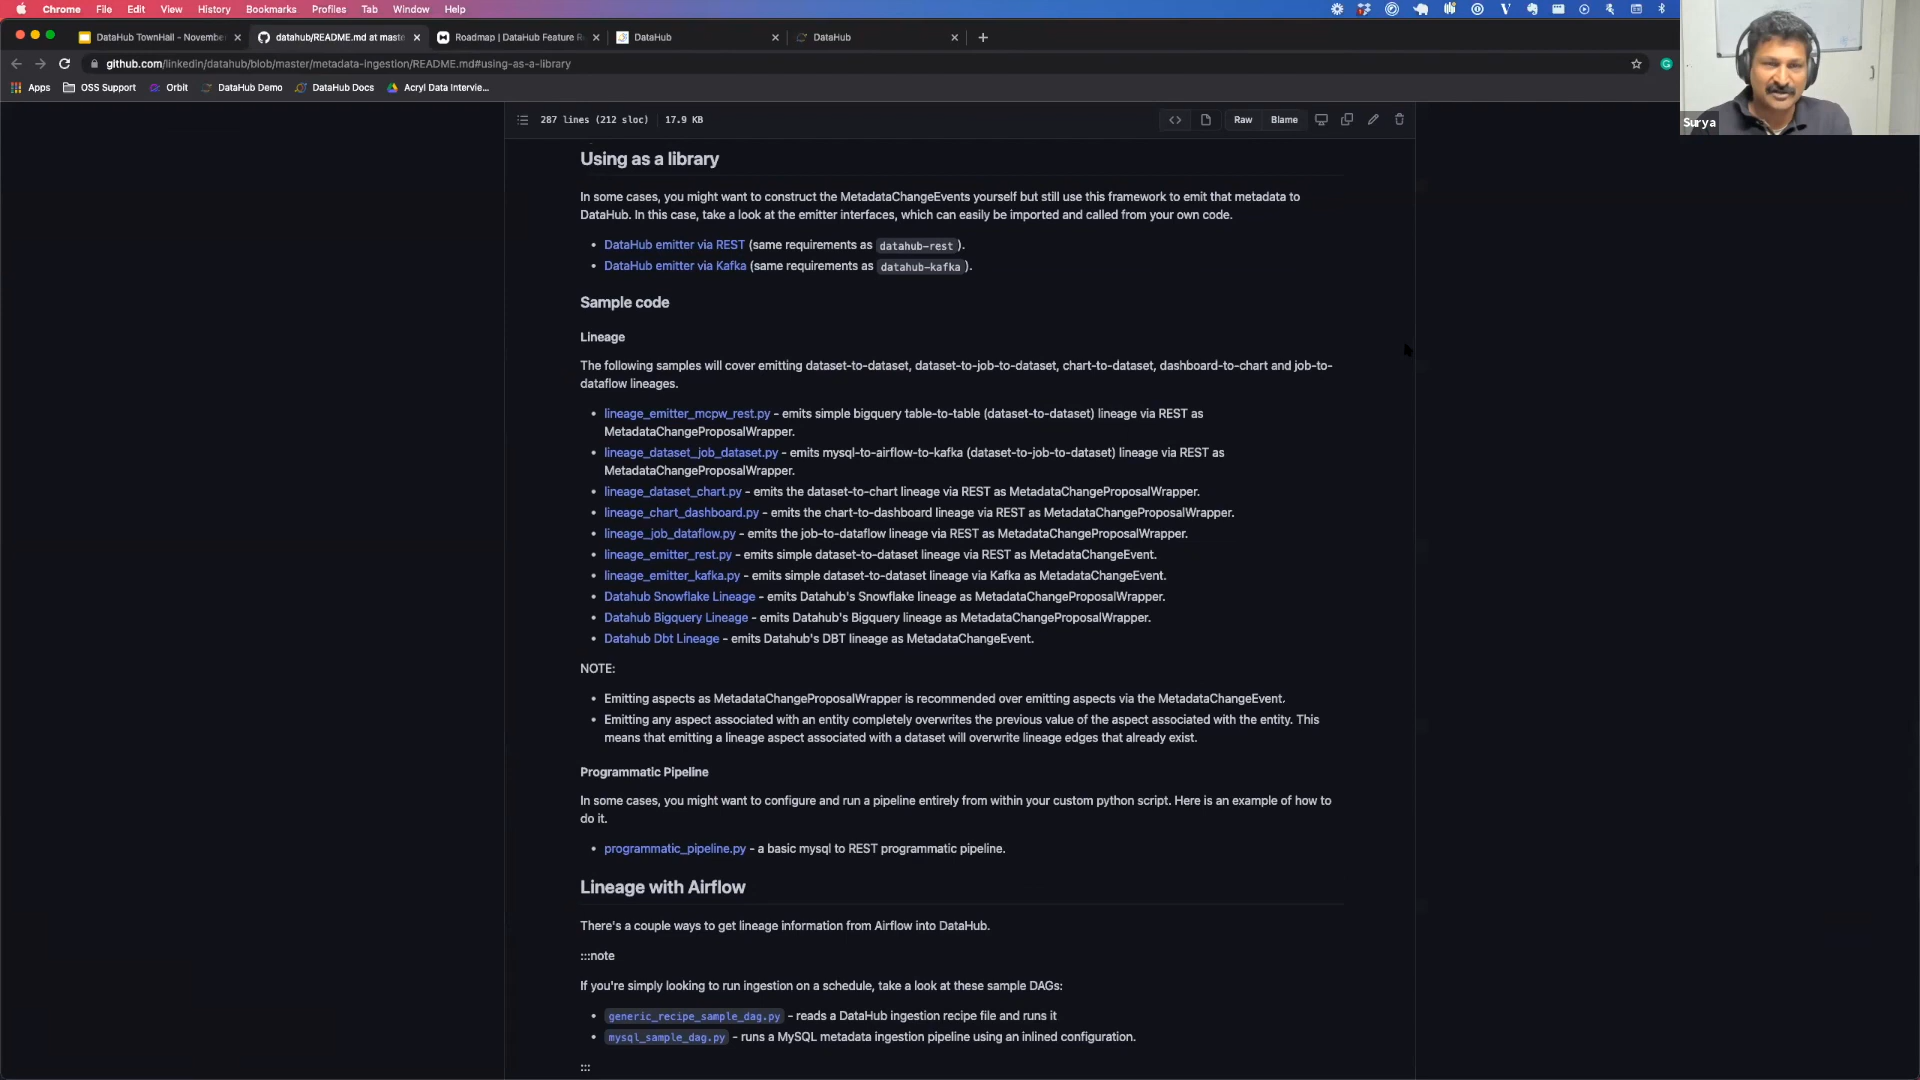 Chrome File Edit View History Bookmarks Profiles Tab Window Help
DataHub TownHall - November
datahub/README.md at maste
Roadmap | DataHub Feature R
DataHub
DataHub
github.com/linkedin/datahub/blob/master/metadata-ingestion/README.md#using-as-a-library
Apps OSS Support Orbit DataHub Demo DataHub Docs Acryl Data Intervie...
Surya
287 lines (212 sloc) 17.9 KB
Raw Blame
Using as a library
In some cases, you might want to construct the MetadataChangeEvents yourself but still use this framework to emit that metadata to
DataHub. In this case, take a look at the emitter interfaces, which can easily be imported and called from your own code.
• DataHub emitter via REST (same requirements as datahub-rest ).
• DataHub emitter via Kafka (same requirements as datahub-kafka ).
Sample code
Lineage
The following samples will cover emitting dataset-to-dataset, dataset-to-job-to-dataset, chart-to-dataset, dashboard-to-chart and job-to-
dataflow lineages.
• lineage_emitter_mcpw_rest.py - emits simple bigquery table-to-table (dataset-to-dataset) lineage via REST as
MetadataChangeProposalWrapper.
• lineage_dataset_job_dataset.py - emits mysql-to-airflow-to-kafka (dataset-to-job-to-dataset) lineage via REST as
MetadataChangeProposalWrapper.
• lineage_dataset_chart.py - emits the dataset-to-chart lineage via REST as MetadataChangeProposalWrapper.
• lineage_chart_dashboard.py - emits the chart-to-dashboard lineage via REST as MetadataChangeProposalWrapper.
• lineage_job_dataflow.py - emits the job-to-dataflow lineage via REST as MetadataChangeProposalWrapper.
• lineage_emitter_rest.py - emits simple dataset-to-dataset lineage via REST as MetadataChangeEvent.
• lineage_emitter_kafka.py - emits simple dataset-to-dataset lineage via Kafka as MetadataChangeEvent.
• Datahub Snowflake Lineage - emits Datahub's Snowflake lineage as MetadataChangeProposalWrapper.
• Datahub Bigquery Lineage - emits Datahub's Bigquery lineage as MetadataChangeProposalWrapper.
• Datahub Dbt Lineage - emits Datahub's DBT lineage as MetadataChangeEvent.
NOTE:
• Emitting aspects as MetadataChangeProposalWrapper is recommended over emitting aspects via the MetadataChangeEvent.
• Emitting any aspect associated with an entity completely overwrites the previous value of the aspect associated with the entity. This
means that emitting a lineage aspect associated with a dataset will overwrite lineage edges that already exist.
Programmatic Pipeline
In some cases, you might want to configure and run a pipeline entirely from within your custom python script. Here is an example of how to
do it.
• programmatic_pipeline.py - a basic mysql to REST programmatic pipeline.
Lineage with Airflow
There's a couple ways to get lineage information from Airflow into DataHub.
:::note
If you're simply looking to run ingestion on a schedule, take a look at these sample DAGs:
• generic_recipe_sample_dag.py - reads a DataHub ingestion recipe file and runs it
• mysql_sample_dag.py - runs a MySQL metadata ingestion pipeline using an inlined configuration.
:::